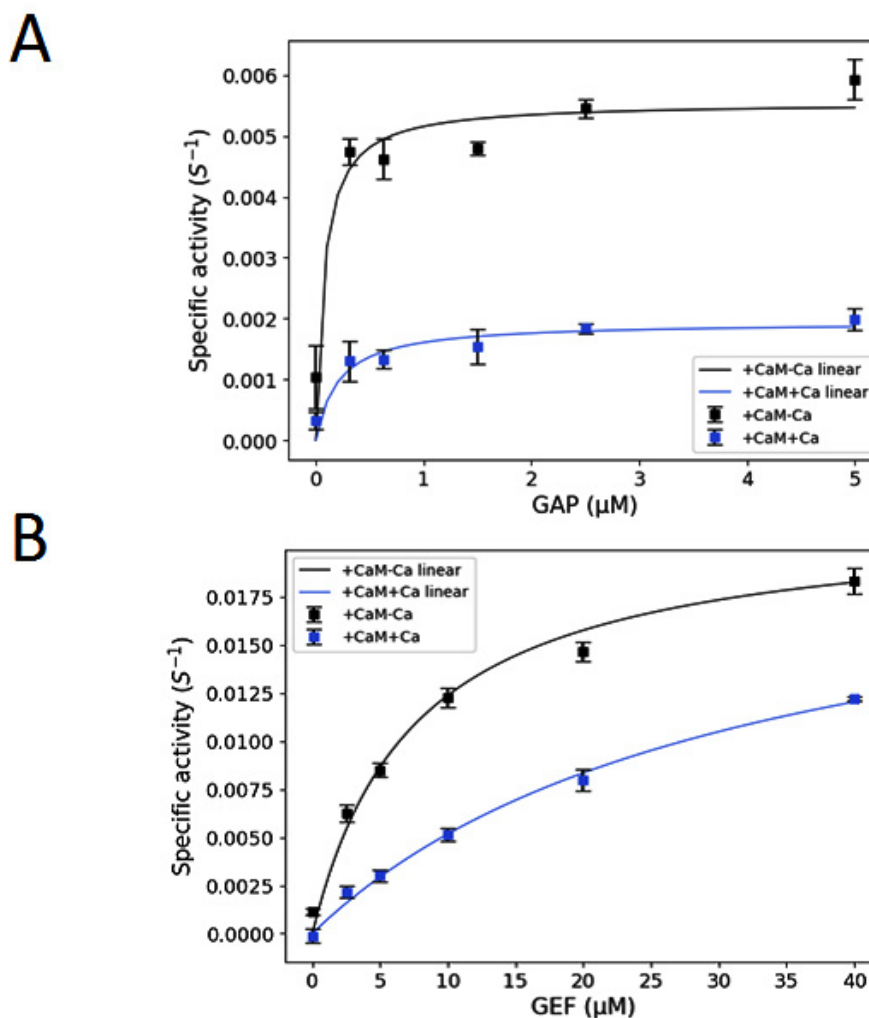 A
Specific activity (S⁻¹)
0.006
0.005
0.004
0.003
0.002
0.001
0.000
+CaM-Ca linear
+CaM+Ca linear
+CaM-Ca
+CaM+Ca
0 1 2 3 4 5
GAP (μM)
B
Specific activity (S⁻¹)
0.0175
0.0150
0.0125
0.0100
0.0075
0.0050
0.0025
0.0000
+CaM-Ca linear
+CaM+Ca linear
+CaM-Ca
+CaM+Ca
0 5 10 15 20 25 30 35 40
GEF (μM)